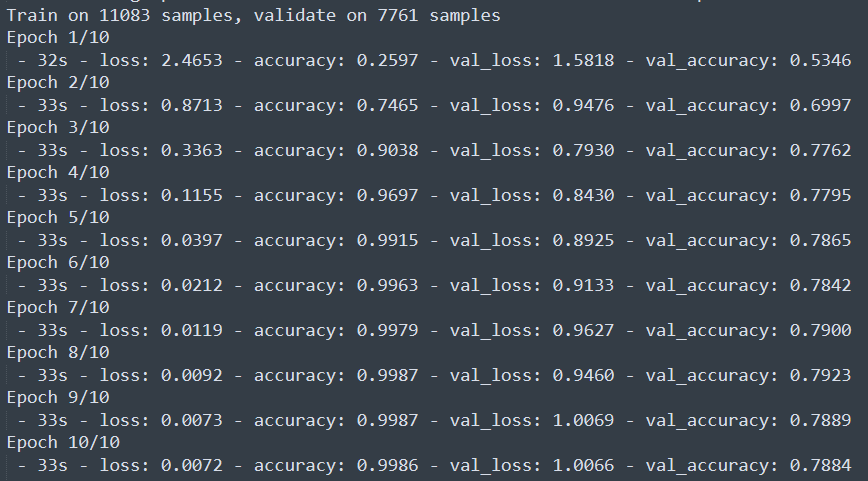 Train on 11083 samples, validate on 7761 samples
Epoch 1/10
- 32s - loss: 2.4653 - accuracy: 0.2597 - val_loss: 1.5818 - val_accuracy: 0.5346
Epoch 2/10
- 33s - loss: 0.8713 - accuracy: 0.7465 - val_loss: 0.9476 - val_accuracy: 0.6997
Epoch 3/10
- 33s - loss: 0.3363 - accuracy: 0.9038 - val_loss: 0.7930 - val_accuracy: 0.7762
Epoch 4/10
- 33s - loss: 0.1155 - accuracy: 0.9697 - val_loss: 0.8430 - val_accuracy: 0.7795
Epoch 5/10
- 33s - loss: 0.0397 - accuracy: 0.9915 - val_loss: 0.8925 - val_accuracy: 0.7865
Epoch 6/10
- 33s - loss: 0.0212 - accuracy: 0.9963 - val_loss: 0.9133 - val_accuracy: 0.7842
Epoch 7/10
- 33s - loss: 0.0119 - accuracy: 0.9979 - val_loss: 0.9627 - val_accuracy: 0.7900
Epoch 8/10
- 33s - loss: 0.0092 - accuracy: 0.9987 - val_loss: 0.9460 - val_accuracy: 0.7923
Epoch 9/10
- 33s - loss: 0.0073 - accuracy: 0.9987 - val_loss: 1.0069 - val_accuracy: 0.7889
Epoch 10/10
- 33s - loss: 0.0072 - accuracy: 0.9986 - val_loss: 1.0066 - val_accuracy: 0.7884